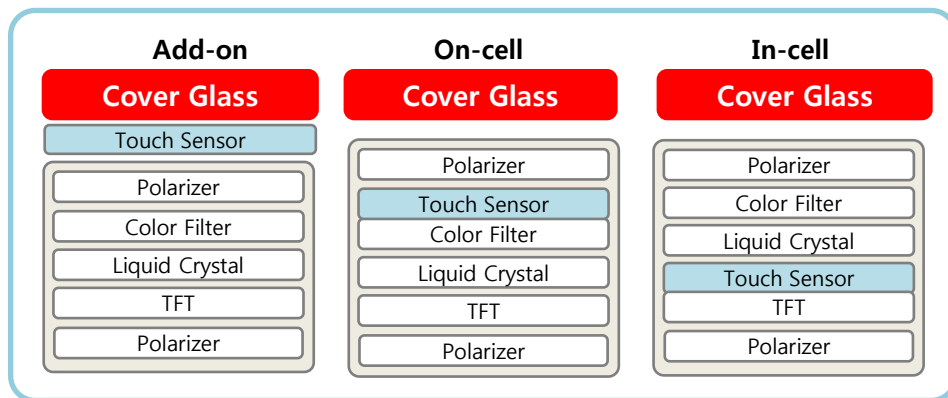 Add-on
Cover Glass
Touch Sensor
Polarizer
Color Filter
Liquid Crystal
TFT
Polarizer
On-cell
Cover Glass
Polarizer
Touch Sensor
Color Filter
Liquid Crystal
TFT
Polarizer
In-cell
Cover Glass
Polarizer
Color Filter
Liquid Crystal
Touch Sensor
TFT
Polarizer